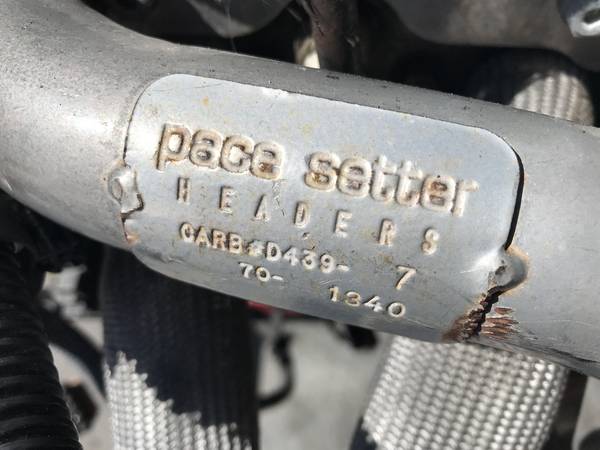 pace setter
HEADERS
CARB#D439- 7
70- 1340